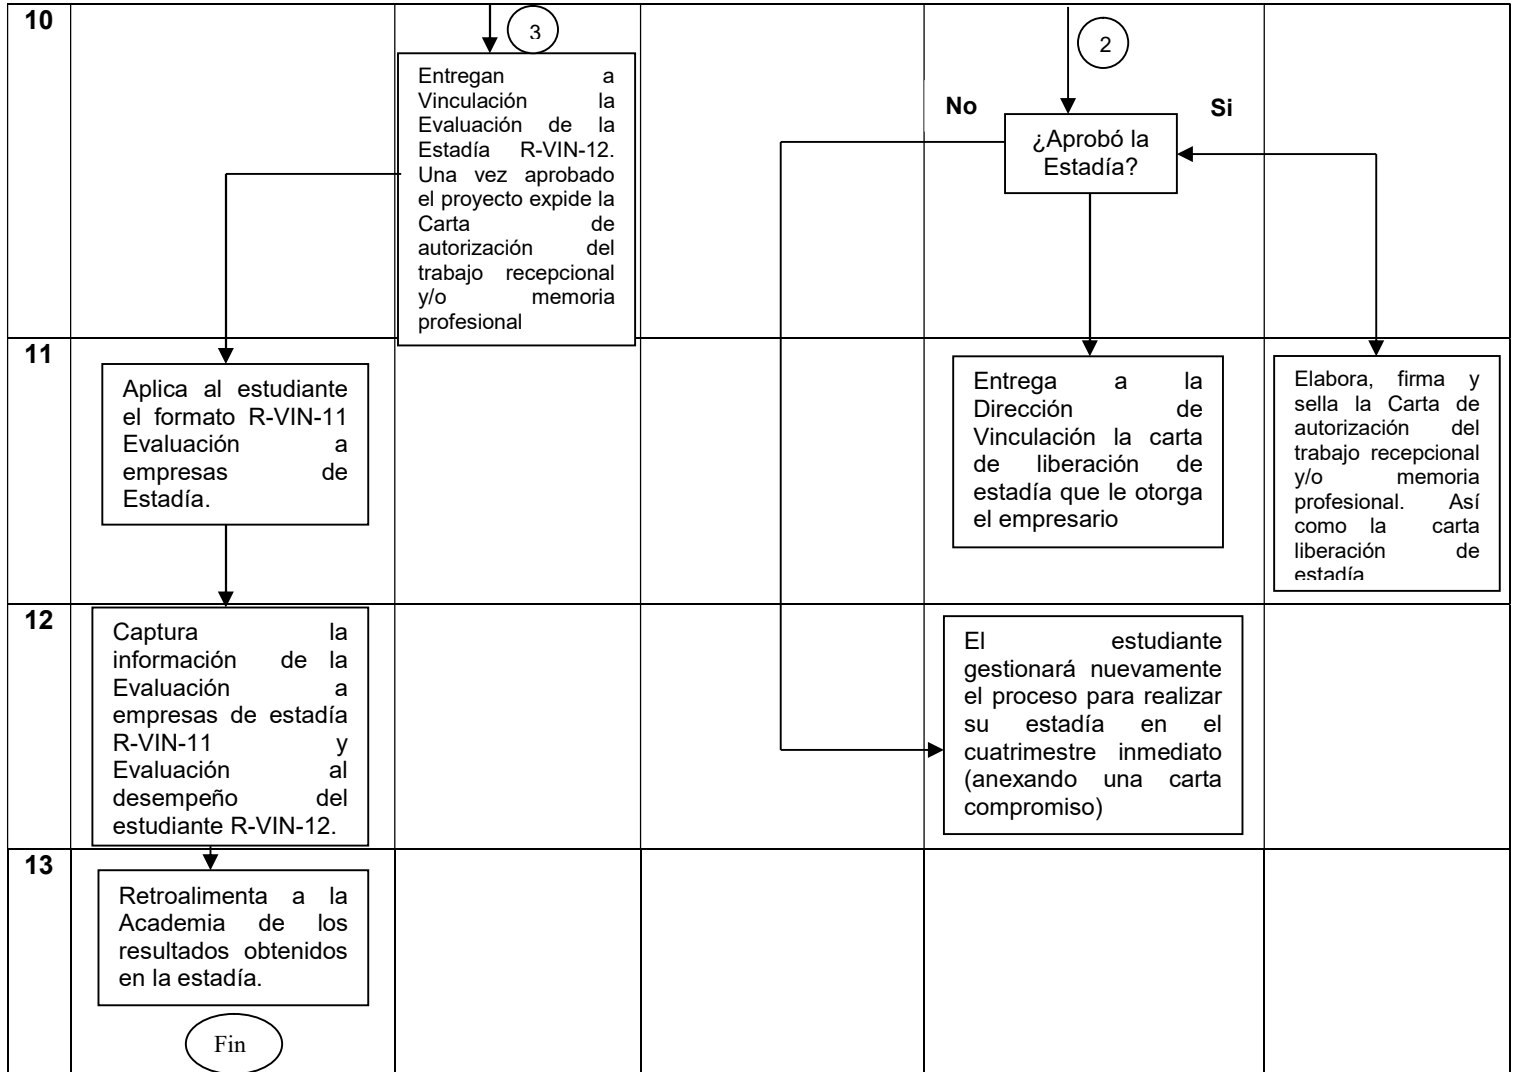 10
3
Entregan a
Vinculación la
Evaluación de la
Estadía R-VIN-12.
Una vez aprobado
el proyecto expide la
Carta de
autorización del
trabajo recepcional
y/o memoria
profesional
2
No
Si
¿Aprobó la
Estadía?
11
Aplica al estudiante
el formato R-VIN-11
Evaluación a
empresas de
Estadía.
Entrega a la
Dirección de
Vinculación la carta
de liberación de
estadía que le otorga
el empresario
Elabora, firma y
sella la Carta de
autorización del
trabajo recepcional
y/o memoria
profesional. Así
como la carta
liberación de
estadía
12
Captura la
información de la
Evaluación a
empresas de estadía
R-VIN-11 y
Evaluación al
desempeño del
estudiante R-VIN-12.
El estudiante
gestionará nuevamente
el proceso para realizar
su estadía en el
cuatrimestre inmediato
(anexando una carta
compromiso)
13
Retroalimenta a la
Academia de los
resultados obtenidos
en la estadía.
Fin